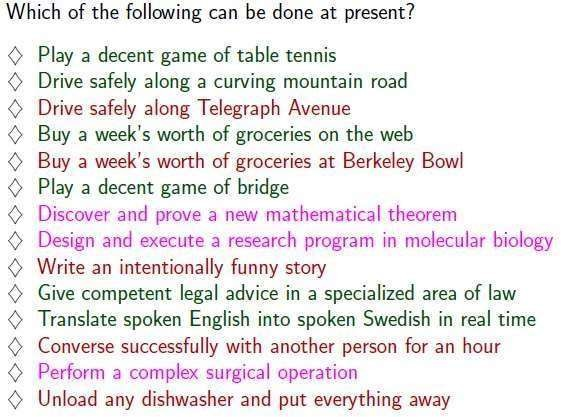 Which of the following can be done at present?
◇ Play a decent game of table tennis
◇ Drive safely along a curving mountain road
◇ Drive safely along Telegraph Avenue
◇ Buy a week's worth of groceries on the web
◇ Buy a week's worth of groceries at Berkeley Bowl
◇ Play a decent game of bridge
◇ Discover and prove a new mathematical theorem
◇ Design and execute a research program in molecular biology
◇ Write an intentionally funny story
◇ Give competent legal advice in a specialized area of law
◇ Translate spoken English into spoken Swedish in real time
◇ Converse successfully with another person for an hour
◇ Perform a complex surgical operation
◇ Unload any dishwasher and put everything away